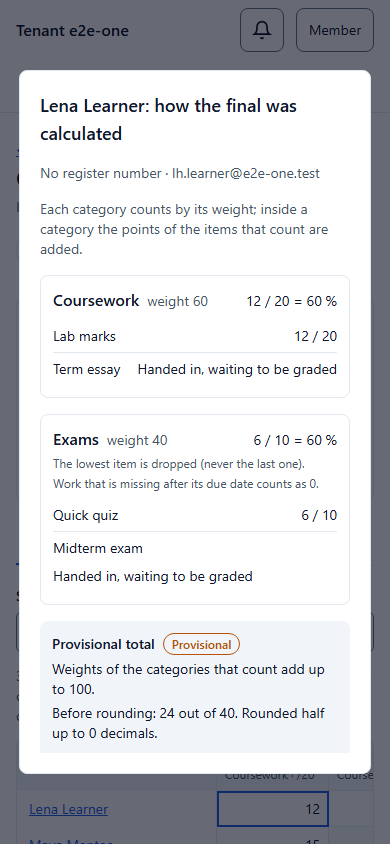 Tenant e2e-one
Member
Lena Learner: how the final was
calculated
No register number · lh.learner@e2e-one.test
Each category counts by its weight; inside a
category the points of the items that count are
added.
Coursework weight 60 12 / 20 = 60 %
Lab marks 12 / 20
Term essay Handed in, waiting to be graded
Exams weight 40 6 / 10 = 60 %
The lowest item is dropped (never the last one).
Work that is missing after its due date counts as 0.
Quick quiz 6 / 10
Midterm exam
Handed in, waiting to be graded
Provisional total Provisional
Weights of the categories that count add up
to 100.
Before rounding: 24 out of 40. Rounded half
up to 0 decimals.
Coursework · /20 Course
Lena Learner 12